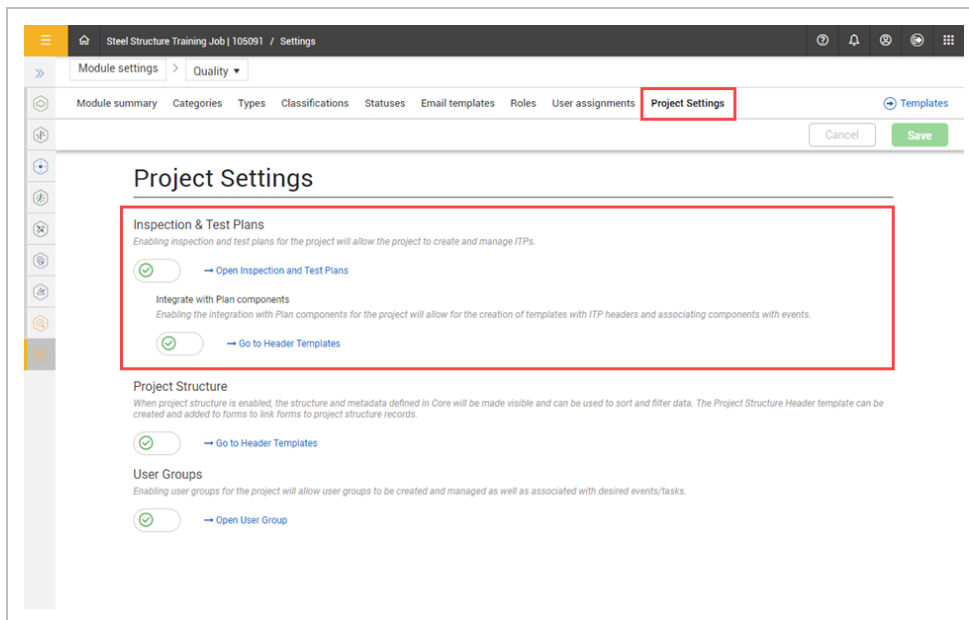 Steel Structure Training Job | 105091 / Settings
Module settings > Quality ▼
Module summary Categories Types Classifications Statuses Email templates Roles User assignments Project Settings Templates
Cancel Save
Project Settings
Inspection & Test Plans
Enabling inspection and test plans for the project will allow the project to create and manage ITPs.
→ Open Inspection and Test Plans
Integrate with Plan components
Enabling the integration with Plan components for the project will allow for the creation of templates with ITP headers and associating components with events.
→ Go to Header Templates
Project Structure
When project structure is enabled, the structure and metadata defined in Core will be made visible and can be used to sort and filter data. The Project Structure Header template can be
created and added to forms to link forms to project structure records.
→ Go to Header Templates
User Groups
Enabling user groups for the project will allow user groups to be created and managed as well as associated with desired events/tasks.
→ Open User Group